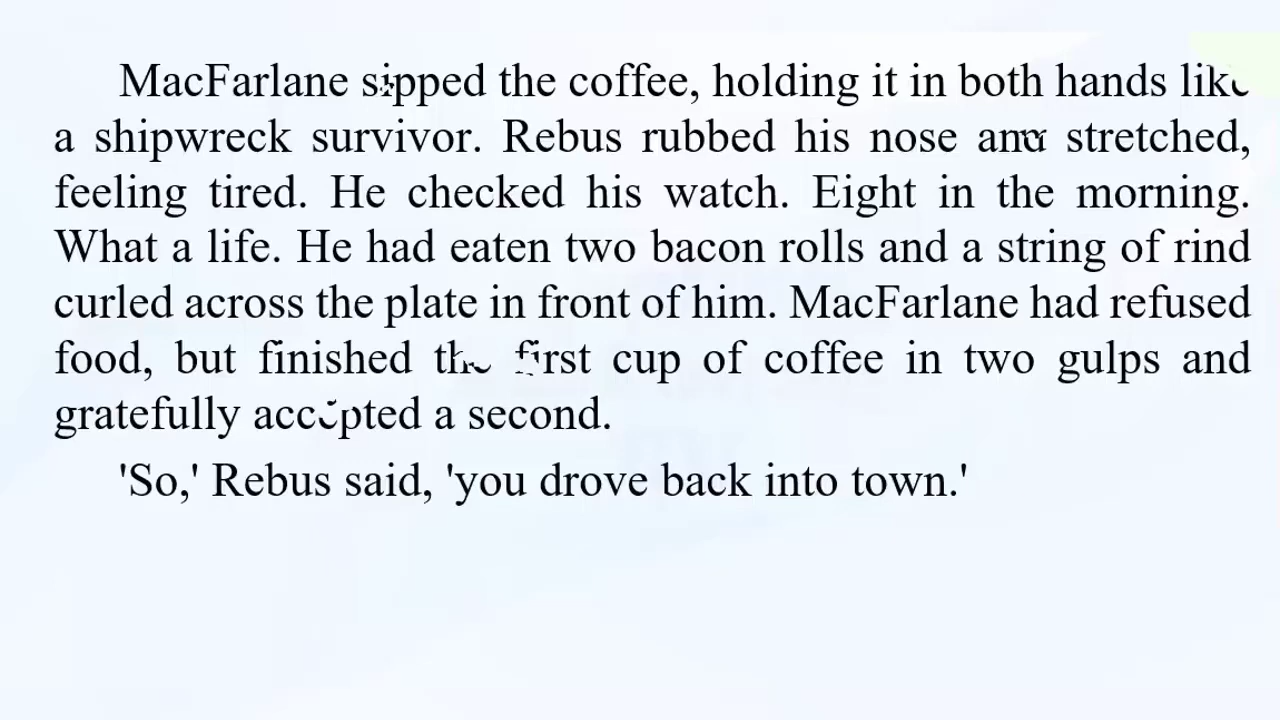 MacFarlane sipped the coffee, holding it in both hands like
a shipwreck survivor. Rebus rubbed his nose and stretched,
feeling tired. He checked his watch. Eight in the morning.
What a life. He had eaten two bacon rolls and a string of rind
curled across the plate in front of him. MacFarlane had refused
food, but finished the first cup of coffee in two gulps and
gratefully accepted a second.
'So,' Rebus said, 'you drove back into town.'